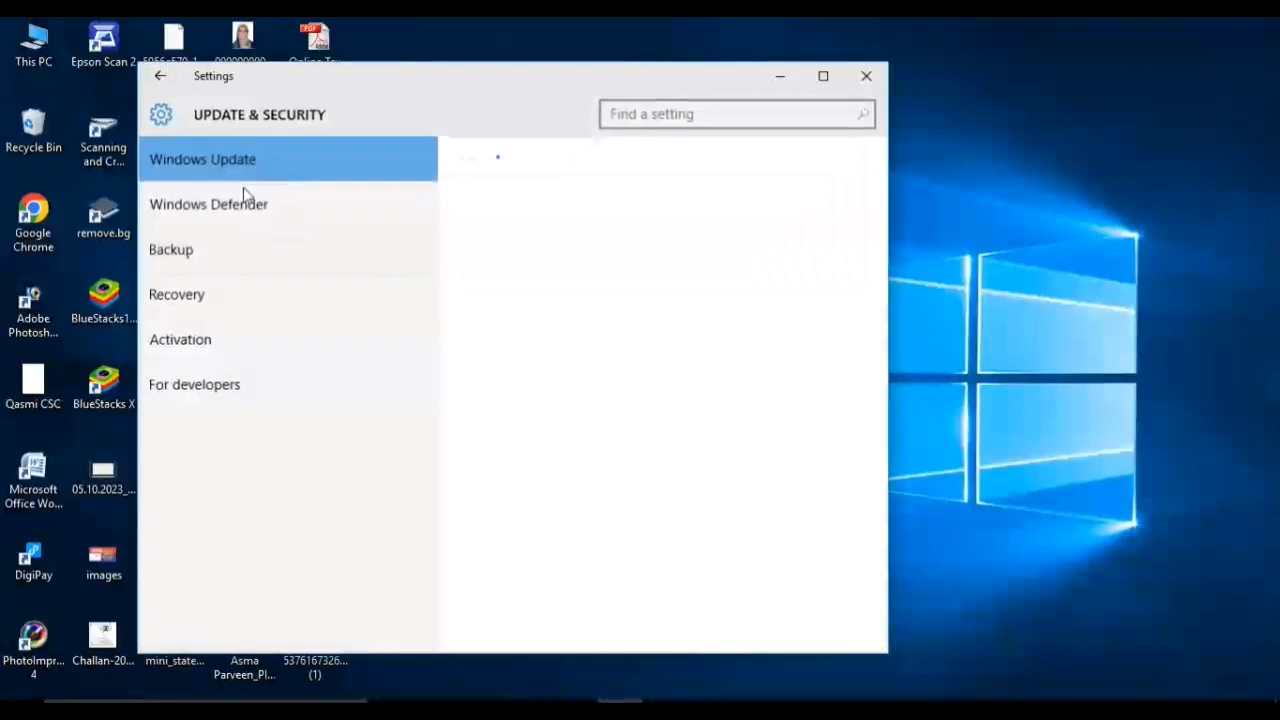 Settings
UPDATE & SECURITY
Find a setting
Windows Update
Windows Defender
Backup
Recovery
Activation
For developers
This PC
Epson Scan 2
PDF
Adobe
Recycle Bin
Scanning
and Cr...
Google
Chrome
remove.bg
Adobe
Photosh...
BlueStacks1...
Qasmi CSC
BlueStacks X
Microsoft
Office Wo...
05.10.2023_...
DigiPay
images
PhotoImpr...
4
Challan-20...
mini_state...
Asma
Parveen_Pl...
5376167326...
(1)